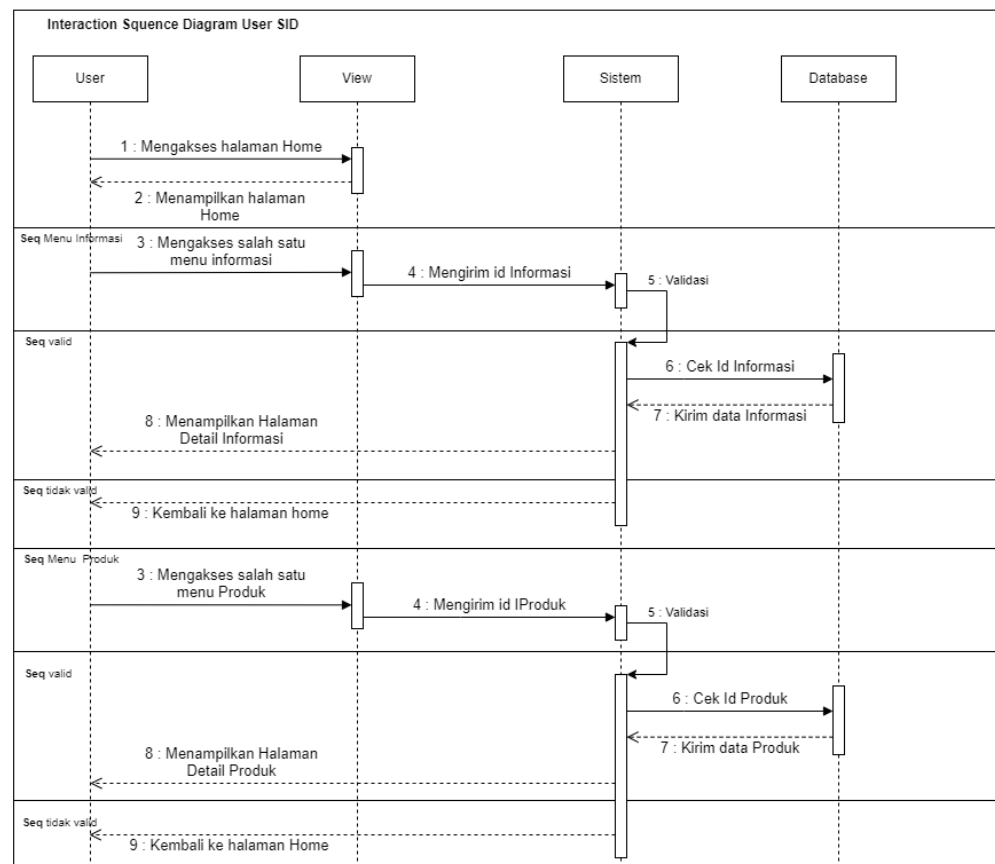 Interaction Squence Diagram User SID
User
View
Sistem
Database
1 : Mengakses halaman Home
2 : Menampilkan halaman
Home
Seq Menu Informasi
3 : Mengakses salah satu
menu informasi
4 : Mengirim id Informasi
5 : Validasi
Seq valid
6 : Cek Id Informasi
7 : Kirim data Informasi
8 : Menampilkan Halaman
Detail Informasi
Seq tidak valid
9 : Kembali ke halaman home
Seq Menu Produk
3 : Mengakses salah satu
menu Produk
4 : Mengirim id IProduk
5 : Validasi
Seq valid
6 : Cek Id Produk
7 : Kirim data Produk
8 : Menampilkan Halaman
Detail Produk
Seq tidak valid
9 : Kembali ke halaman Home